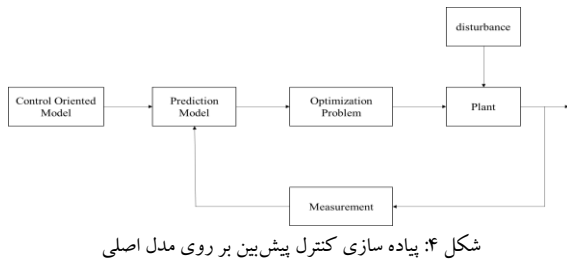 disturbance
Control Oriented
Model
Prediction
Model
Optimization
Problem
Plant
Measurement
شکل ۴: پیاده سازی کنترل پیش‌بین بر روی مدل اصلی